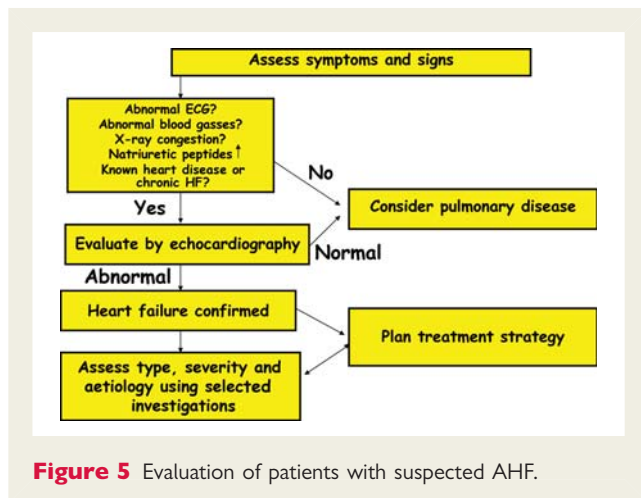 Assess symptoms and signs
Abnormal ECG?
Abnormal blood gasses?
X-ray congestion?
Natriuretic peptides ↑
Known heart disease or
chronic HF?
No
Yes
Consider pulmonary disease
Evaluate by echocardiography
Normal
Abnormal
Heart failure confirmed
Plan treatment strategy
Assess type, severity and
aetiology using selected
investigations
Figure 5 Evaluation of patients with suspected AHF.